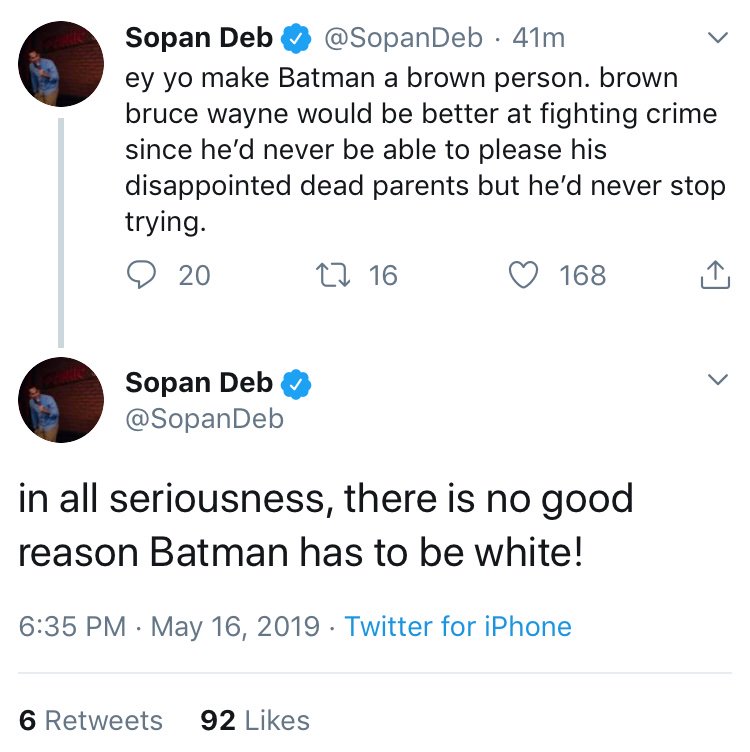 Sopan Deb @SopanDeb · 41m
ey yo make Batman a brown person. brown
bruce wayne would be better at fighting crime
since he’d never be able to please his
disappointed dead parents but he’d never stop
trying.
20 16 168
Sopan Deb
@SopanDeb
in all seriousness, there is no good
reason Batman has to be white!
6:35 PM · May 16, 2019 · Twitter for iPhone
6 Retweets 92 Likes